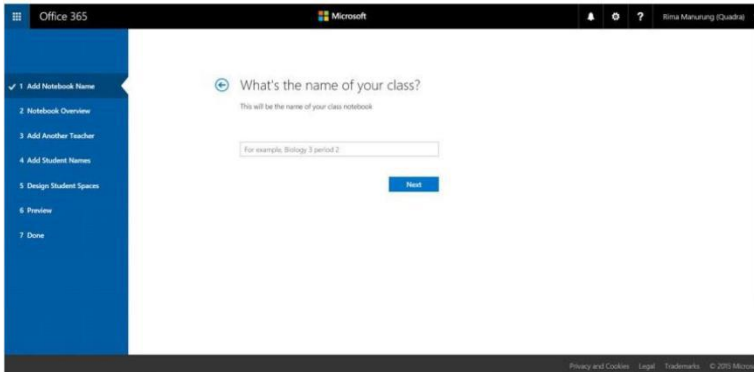 Office 365
Microsoft
?
Rima Manurung (Quadra)
1 Add Notebook Name
2 Notebook Overview
3 Add Another Teacher
4 Add Student Names
5 Design Student Spaces
6 Preview
7 Done
What's the name of your class?
This will be the name of your class notebook
For example, Biology 3 period 2
Next
Privacy and Cookies Legal Trademarks © 2015 Micros